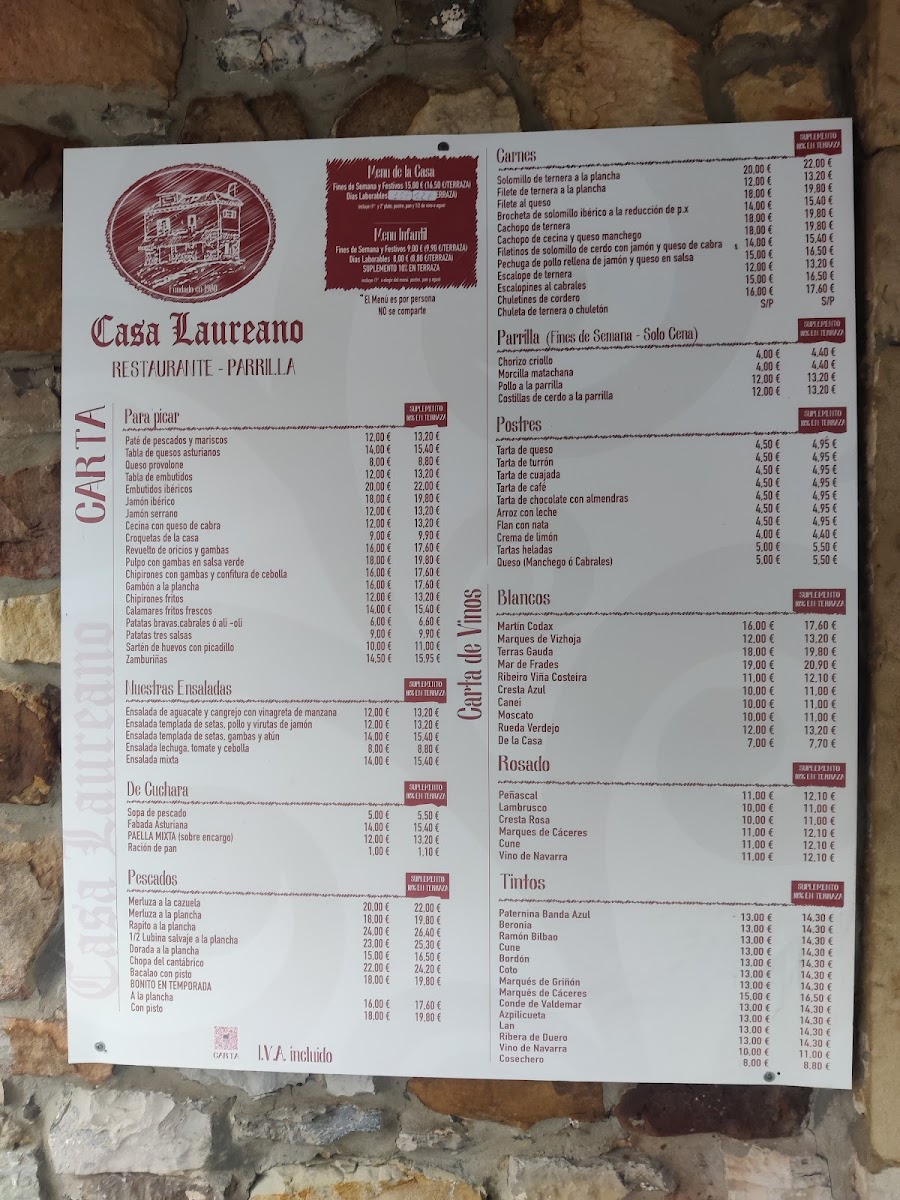 Fundado en 1980
Casa Laureano
RESTAURANTE - PARRILLA
Menu de la Casa
Fines de Semana y Festivos 15,00 € (16,50 €/TERRAZA)
Días Laborables
Menu Infantil
Fines de Semana y Festivos 9,00 € (9,90 €/TERRAZA)
Días Laborables 8,00 € (8,80 €/TERRAZA)
SUPLEMENTO 10% EN TERRAZA
*El Menú es por persona
NO se comparte
CARTA
Casa Laureano
Para picar SUPLEMENTO 10% EN TERRAZA
Paté de pescados y mariscos 12,00 € 13,20 €
Tabla de quesos asturianos 14,00 € 15,40 €
Queso provolone 8,00 € 8,80 €
Tabla de embutidos 12,00 € 13,20 €
Embutidos ibéricos 20,00 € 22,00 €
Jamón ibérico 18,00 € 19,80 €
Jamón serrano 12,00 € 13,20 €
Cecina con queso de cabra 12,00 € 13,20 €
Croquetas de la casa 9,00 € 9,90 €
Revuelto de oricios y gambas 16,00 € 17,60 €
Pulpo con gambas en salsa verde 18,00 € 19,80 €
Chipirones con gambas y confitura de cebolla 16,00 € 17,60 €
Gambón a la plancha 16,00 € 17,60 €
Chipirones fritos 12,00 € 13,20 €
Calamares fritos frescos 14,00 € 15,40 €
Patatas bravas,cabrales ó ali -oli 6,00 € 6,60 €
Patatas tres salsas 9,00 € 9,90 €
Sartén de huevos con picadillo 10,00 € 11,00 €
Zamburiñas 14,50 € 15,95 €
Nuestras Ensaladas SUPLEMENTO 10% EN TERRAZA
Ensalada de aguacate y cangrejo con vinagreta de manzana 12,00 € 13,20 €
Ensalada templada de setas, pollo y virutas de jamón 12,00 € 13,20 €
Ensalada templada de setas, gambas y atún 14,00 € 15,40 €
Ensalada lechuga, tomate y cebolla 8,00 € 8,80 €
Ensalada mixta 14,00 € 15,40 €
De Cuchara SUPLEMENTO 10% EN TERRAZA
Sopa de pescado 5,00 € 5,50 €
Fabada Asturiana 14,00 € 15,40 €
PAELLA MIXTA (sobre encargo) 12,00 € 13,20 €
Ración de pan 1,00 € 1,10 €
Pescados SUPLEMENTO 10% EN TERRAZA
Merluza a la cazuela 20,00 € 22,00 €
Merluza a la plancha 18,00 € 19,80 €
Rapito a la plancha 24,00 € 26,40 €
1/2 Lubina salvaje a la plancha 23,00 € 25,30 €
Dorada a la plancha 15,00 € 16,50 €
Chopa del cantábrico 22,00 € 24,20 €
Bacalao con pisto 18,00 € 19,80 €
BONITO EN TEMPORADA
A la plancha 16,00 € 17,60 €
Con pisto 18,00 € 19,80 €
CARTA
I.V.A. incluido
Carnes SUPLEMENTO 10% EN TERRAZA
Solomillo de ternera a la plancha 20,00 € 22,00 €
Filete de ternera a la plancha 12,00 € 13,20 €
Filete al queso 18,00 € 19,80 €
Brocheta de solomillo ibérico a la reducción de p.x 14,00 € 15,40 €
Cachopo de ternera 18,00 € 19,80 €
Cachopo de cecina y queso manchego 18,00 € 19,80 €
Filetinos de solomillo de cerdo con jamón y queso de cabra 14,00 € 15,40 €
Pechuga de pollo rellena de jamón y queso en salsa 15,00 € 16,50 €
Escalope de ternera 12,00 € 13,20 €
Escalopines al cabrales 15,00 € 16,50 €
Chuletines de cordero 16,00 € 17,60 €
Chuleta de ternera o chuletón S/P S/P
Parrilla (Fines de Semana - Solo Cena) SUPLEMENTO 10% EN TERRAZA
Chorizo criollo 4,00 € 4,40 €
Morcilla matachana 4,00 € 4,40 €
Pollo a la parrilla 12,00 € 13,20 €
Costillas de cerdo a la parrilla 12,00 € 13,20 €
Postres SUPLEMENTO 10% EN TERRAZA
Tarta de queso 4,50 € 4,95 €
Tarta de turrón 4,50 € 4,95 €
Tarta de cuajada 4,50 € 4,95 €
Tarta de café 4,50 € 4,95 €
Tarta de chocolate con almendras 4,50 € 4,95 €
Arroz con leche 4,50 € 4,95 €
Flan con nata 4,50 € 4,95 €
Crema de limón 4,00 € 4,40 €
Tartas heladas 5,00 € 5,50 €
Queso (Manchego ó Cabrales) 5,00 € 5,50 €
Carta de Vinos
Blancos SUPLEMENTO 10% EN TERRAZA
Martín Codax 16,00 € 17,60 €
Marques de Vizhoja 12,00 € 13,20 €
Terras Gauda 18,00 € 19,80 €
Mar de Frades 19,00 € 20,90 €
Ribeiro Viña Costeira 11,00 € 12,10 €
Cresta Azul 10,00 € 11,00 €
Canei 10,00 € 11,00 €
Moscato 10,00 € 11,00 €
Rueda Verdejo 12,00 € 13,20 €
De la Casa 7,00 € 7,70 €
Rosado SUPLEMENTO 10% EN TERRAZA
Peñascal 11,00 € 12,10 €
Lambrusco 10,00 € 11,00 €
Cresta Rosa 10,00 € 11,00 €
Marques de Cáceres 11,00 € 12,10 €
Cune 11,00 € 12,10 €
Vino de Navarra 11,00 € 12,10 €
Tintos SUPLEMENTO 10% EN TERRAZA
Paternina Banda Azul 13,00 € 14,30 €
Beronia 13,00 € 14,30 €
Ramón Bilbao 13,00 € 14,30 €
Cune 13,00 € 14,30 €
Bordón 13,00 € 14,30 €
Coto 13,00 € 14,30 €
Marqués de Griñón 13,00 € 14,30 €
Marqués de Cáceres 15,00 € 16,50 €
Conde de Valdemar 13,00 € 14,30 €
Azpilicueta 13,00 € 14,30 €
Lan 13,00 € 14,30 €
Ribera de Duero 13,00 € 14,30 €
Vino de Navarra 10,00 € 11,00 €
Cosechero 8,00 € 8,80 €